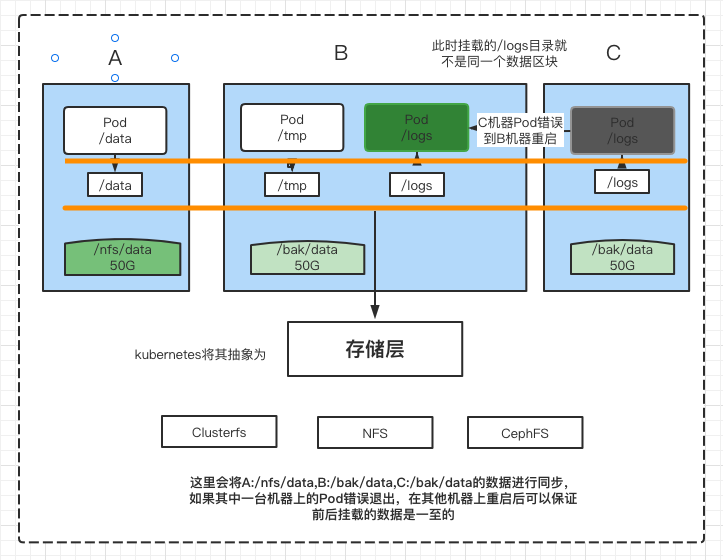 A
B
此时挂载的/logs目录就
不是同一个数据区块
C
Pod
/data
Pod
/tmp
Pod
/logs
C机器Pod错误
到B机器重启
Pod
/logs
/data
/tmp
/logs
/logs
/nfs/data
50G
/bak/data
50G
/bak/data
50G
kubernetes将其抽象为
存储层
Clusterfs
NFS
CephFS
这里会将A:/nfs/data,B:/bak/data,C:/bak/data的数据进行同步，
如果其中一台机器上的Pod错误退出，在其他机器上重启后可以保证
前后挂载的数据是一至的